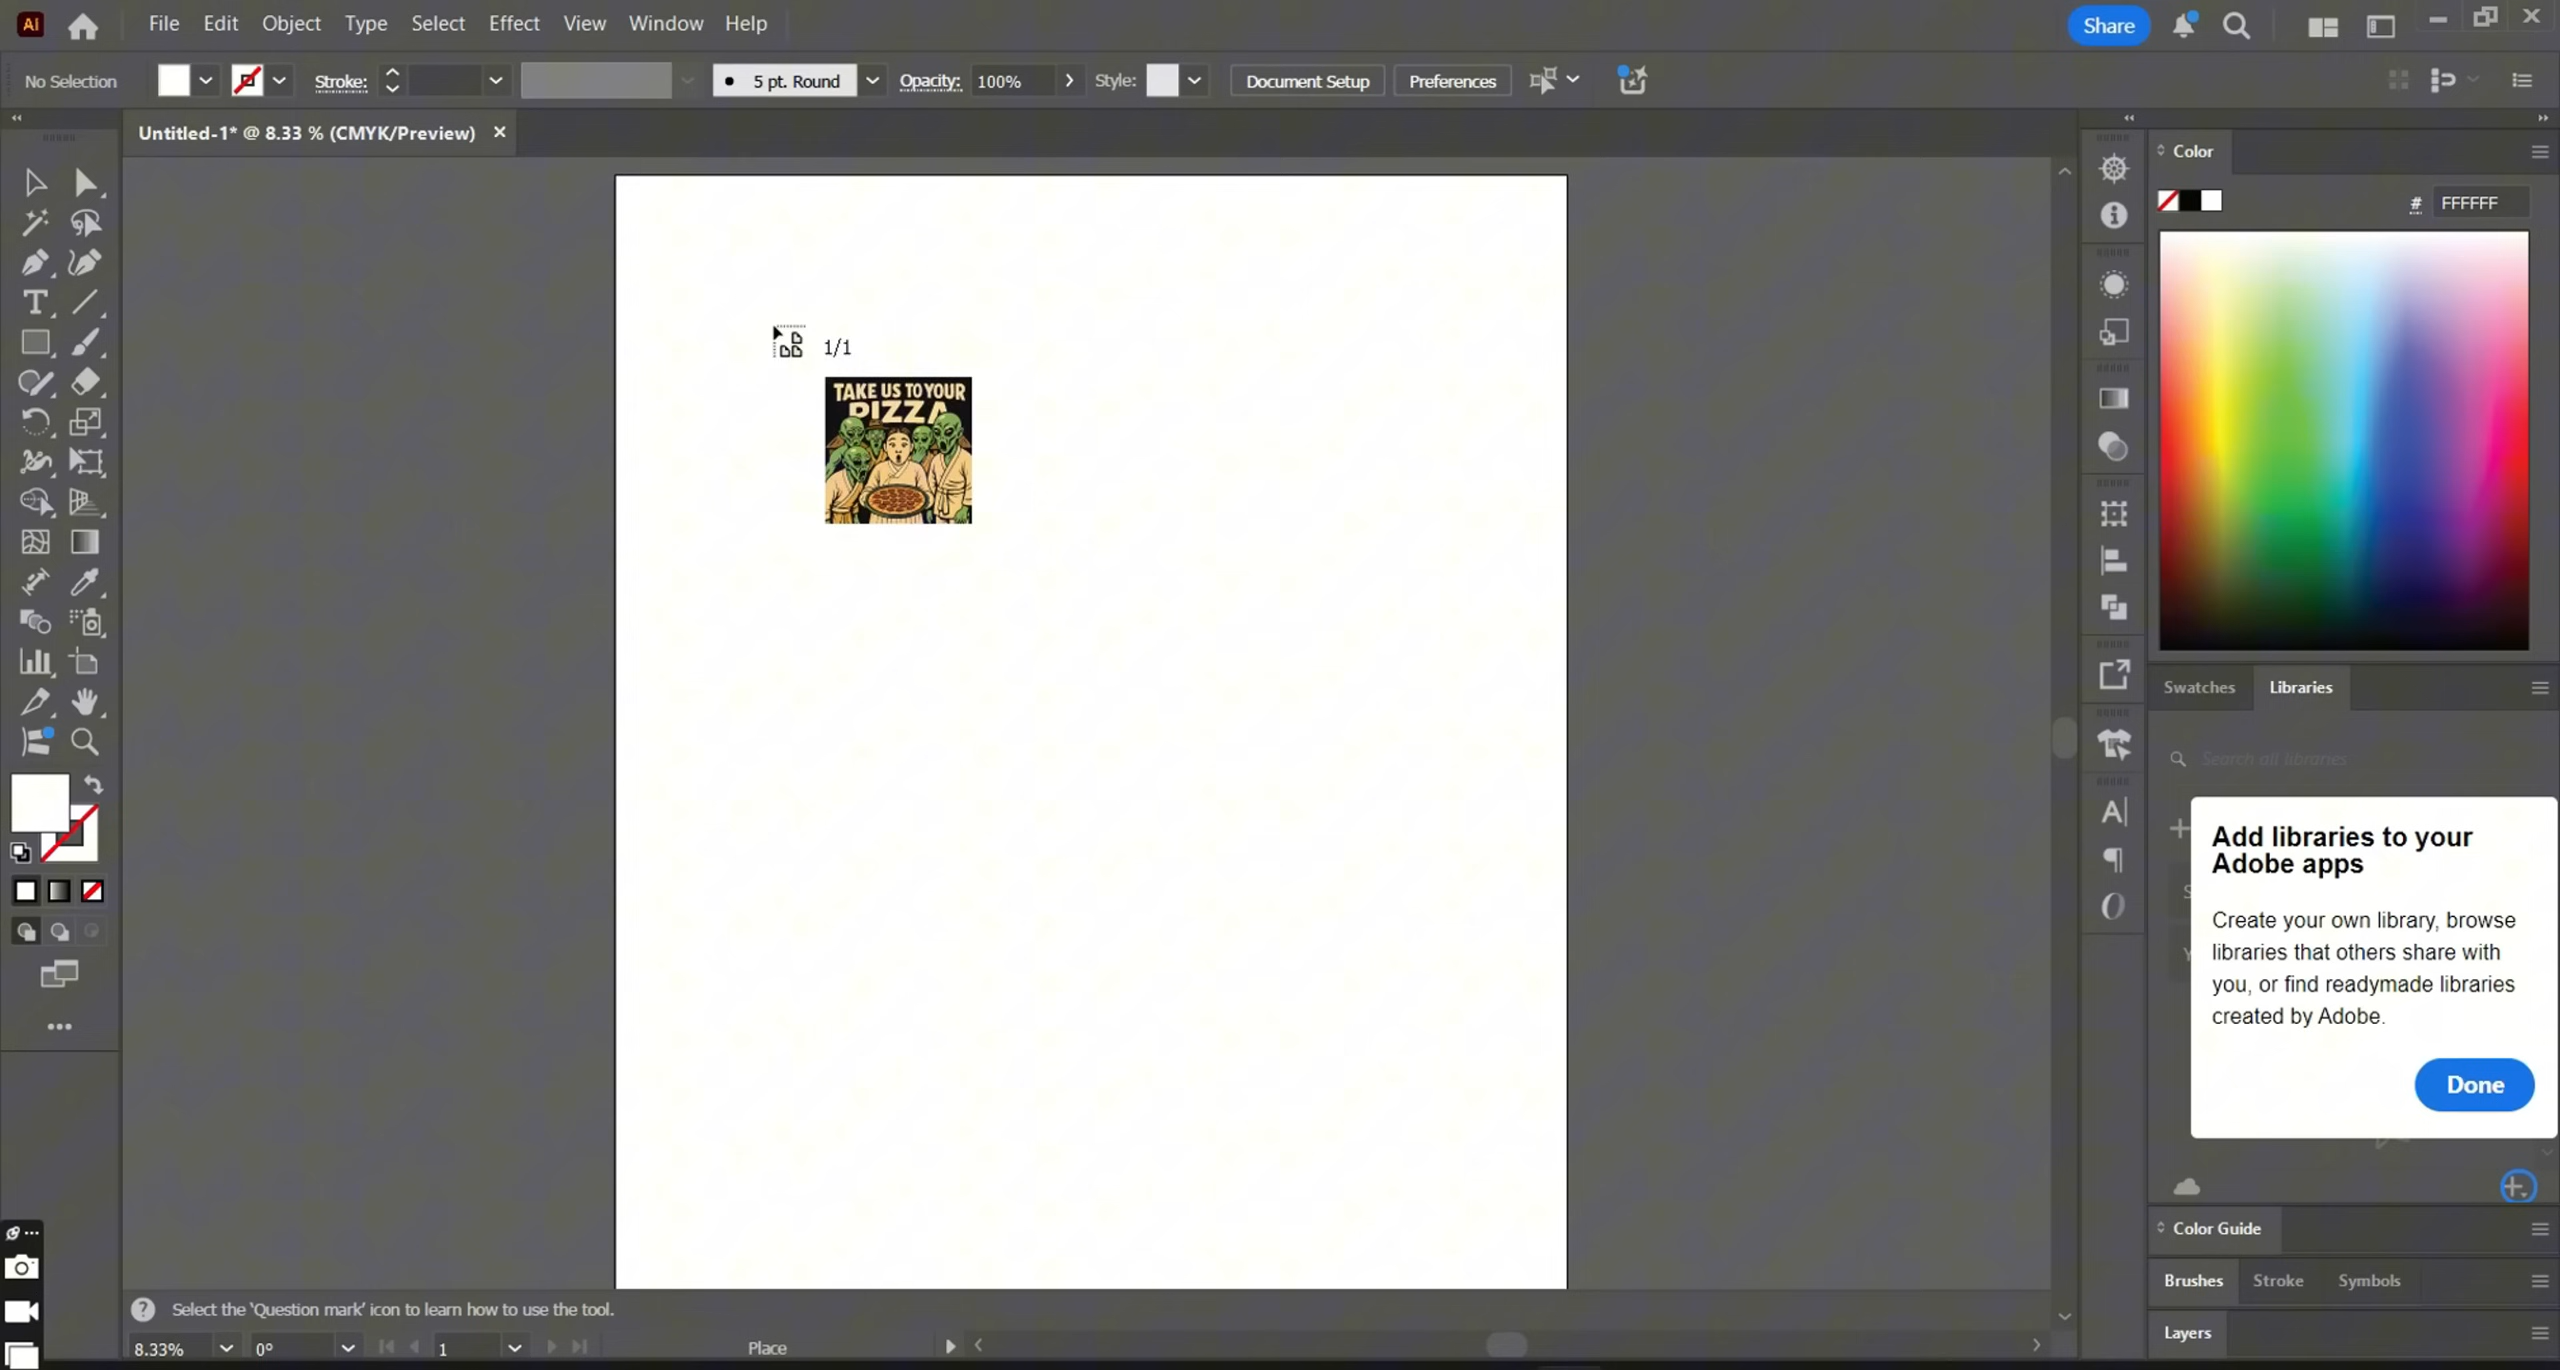 Ai File Edit Object Type Select Effect View Window Help Share
No Selection Stroke: 5 pt. Round Opacity: 100% Style: Document Setup Preferences
Untitled-1* @ 8.33 % (CMYK/Preview)
Color
# FFFFFF
1/1
TAKE US TO YOUR
PIZZA
Swatches Libraries
Search all libraries
Add libraries to your
Adobe apps
Create your own library, browse
libraries that others share with
you, or find readymade libraries
created by Adobe.
Done
Color Guide
Brushes Stroke Symbols
Select the 'Question mark' icon to learn how to use the tool.
Layers
8.33% 0° 1 Place